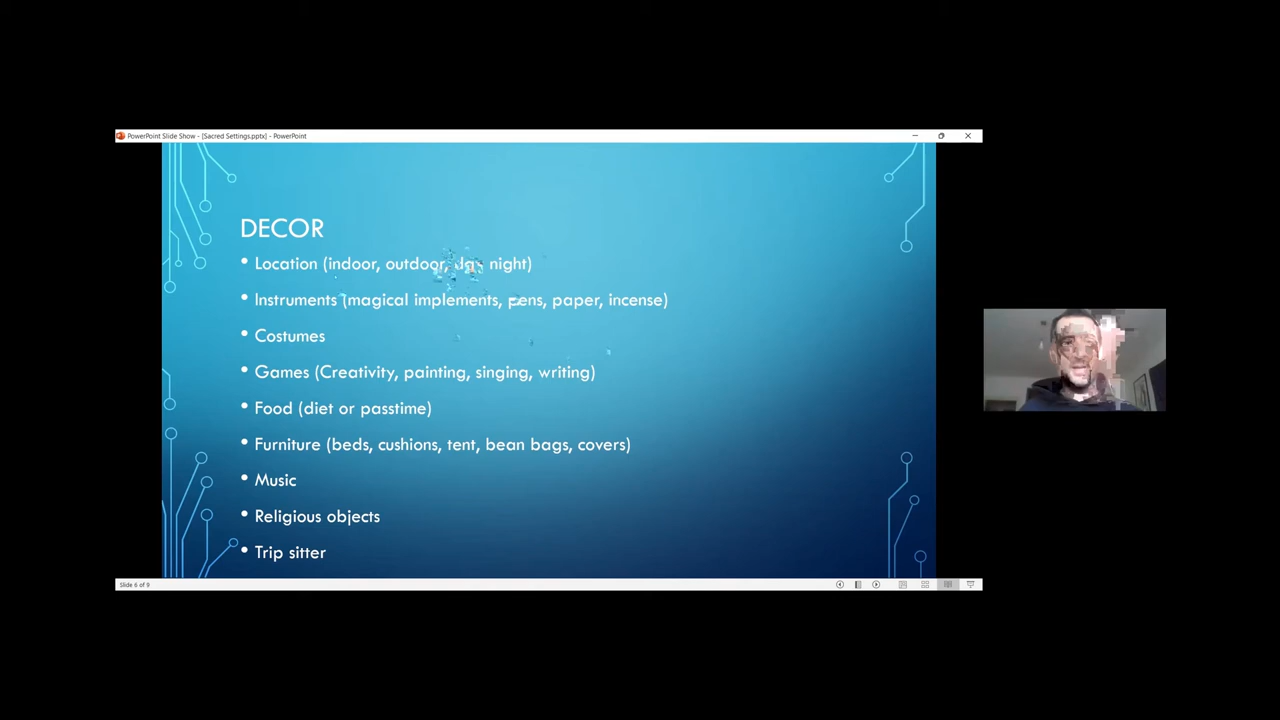 PowerPoint Slide Show - [Sacred Settings.pptx] - PowerPoint
DECOR
• Location (indoor, outdoor, day night)
• Instruments (magical implements, pens, paper, incense)
• Costumes
• Games (Creativity, painting, singing, writing)
• Food (diet or passtime)
• Furniture (beds, cushions, tent, bean bags, covers)
• Music
• Religious objects
• Trip sitter
Slide 6 of 9